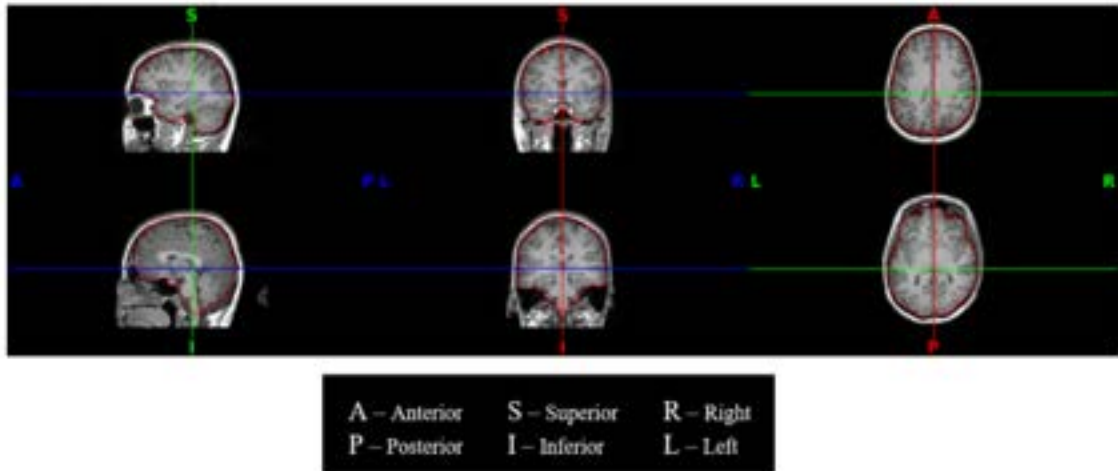 S S A
A P L R L R
I I P
A – Anterior S – Superior R – Right
P – Posterior I – Inferior L – Left